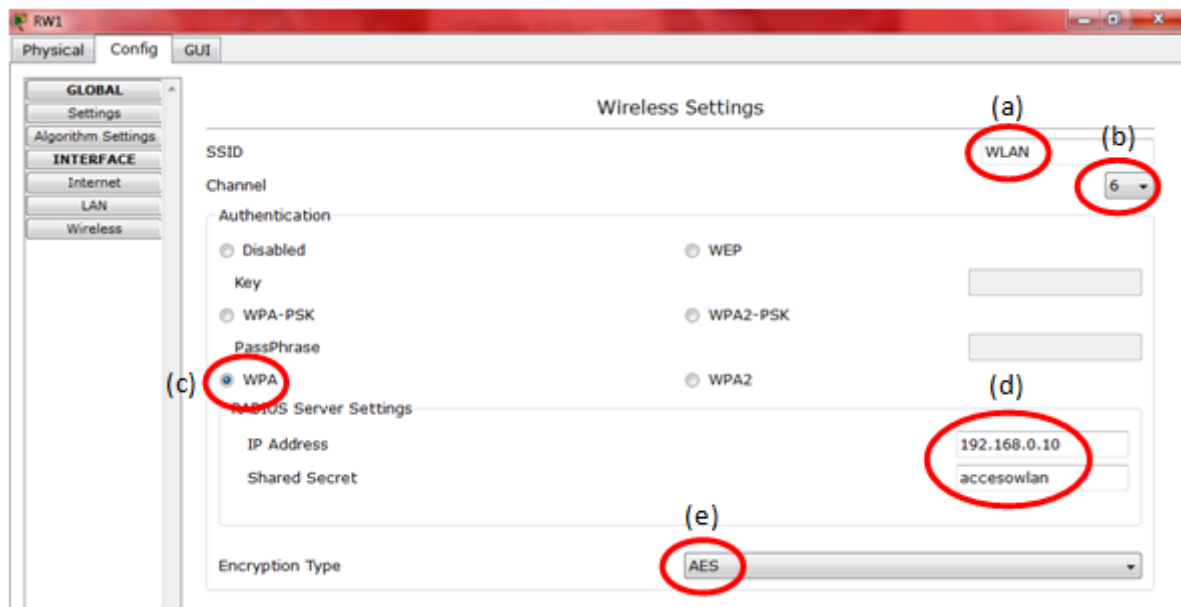 RW1
Physical Config GUI
GLOBAL
Settings
Algorithm Settings
INTERFACE
Internet
LAN
Wireless
Wireless Settings
(a)
SSID WLAN
(b)
Channel 6
Authentication
Disabled WEP
Key
WPA-PSK WPA2-PSK
PassPhrase
(c) WPA WPA2
(d)
RADIUS Server Settings
IP Address 192.168.0.10
Shared Secret accesowlan
(e)
Encryption Type AES